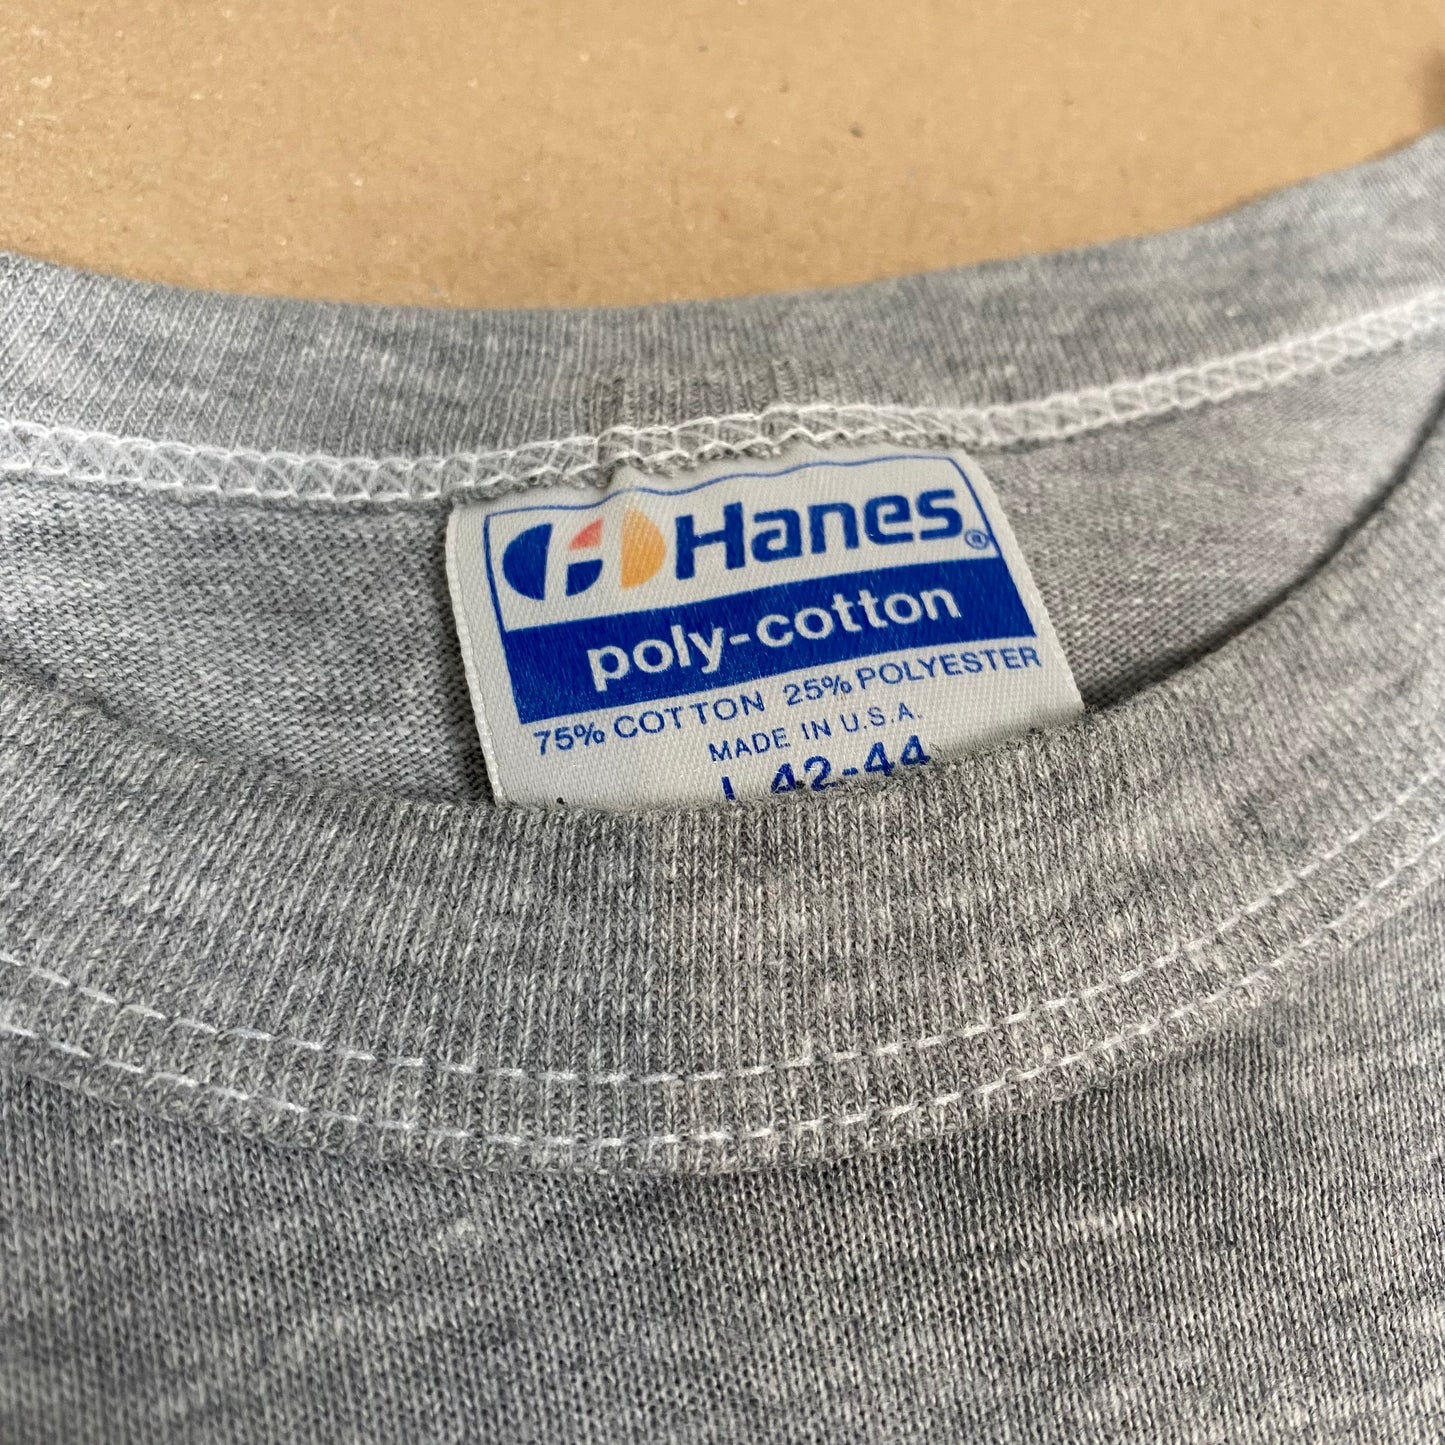 Hanes®
poly-cotton
75% COTTON 25% POLYESTER
MADE IN U.S.A.
L 42-44